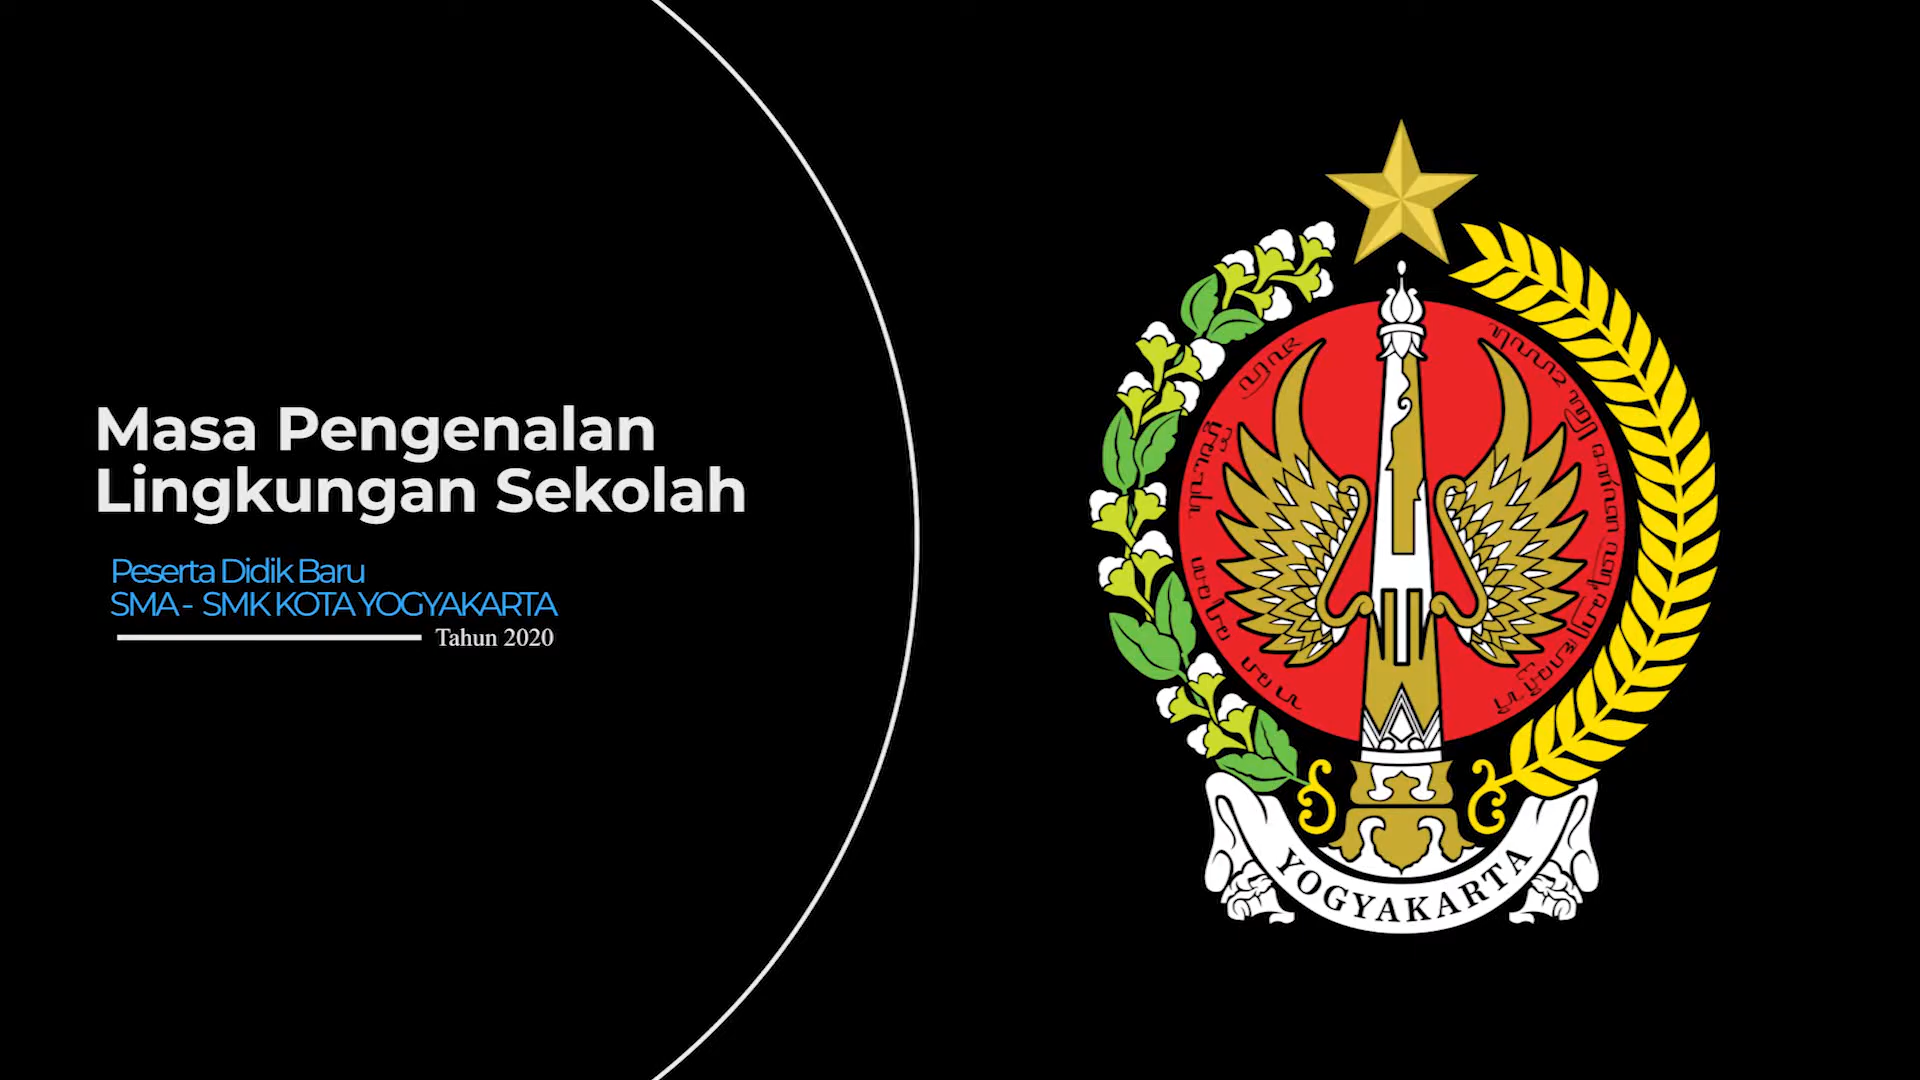 Masa Pengenalan
Lingkungan Sekolah
Peserta Didik Baru
SMA - SMK KOTA YOGYAKARTA
Tahun 2020
YOGYAKARTA